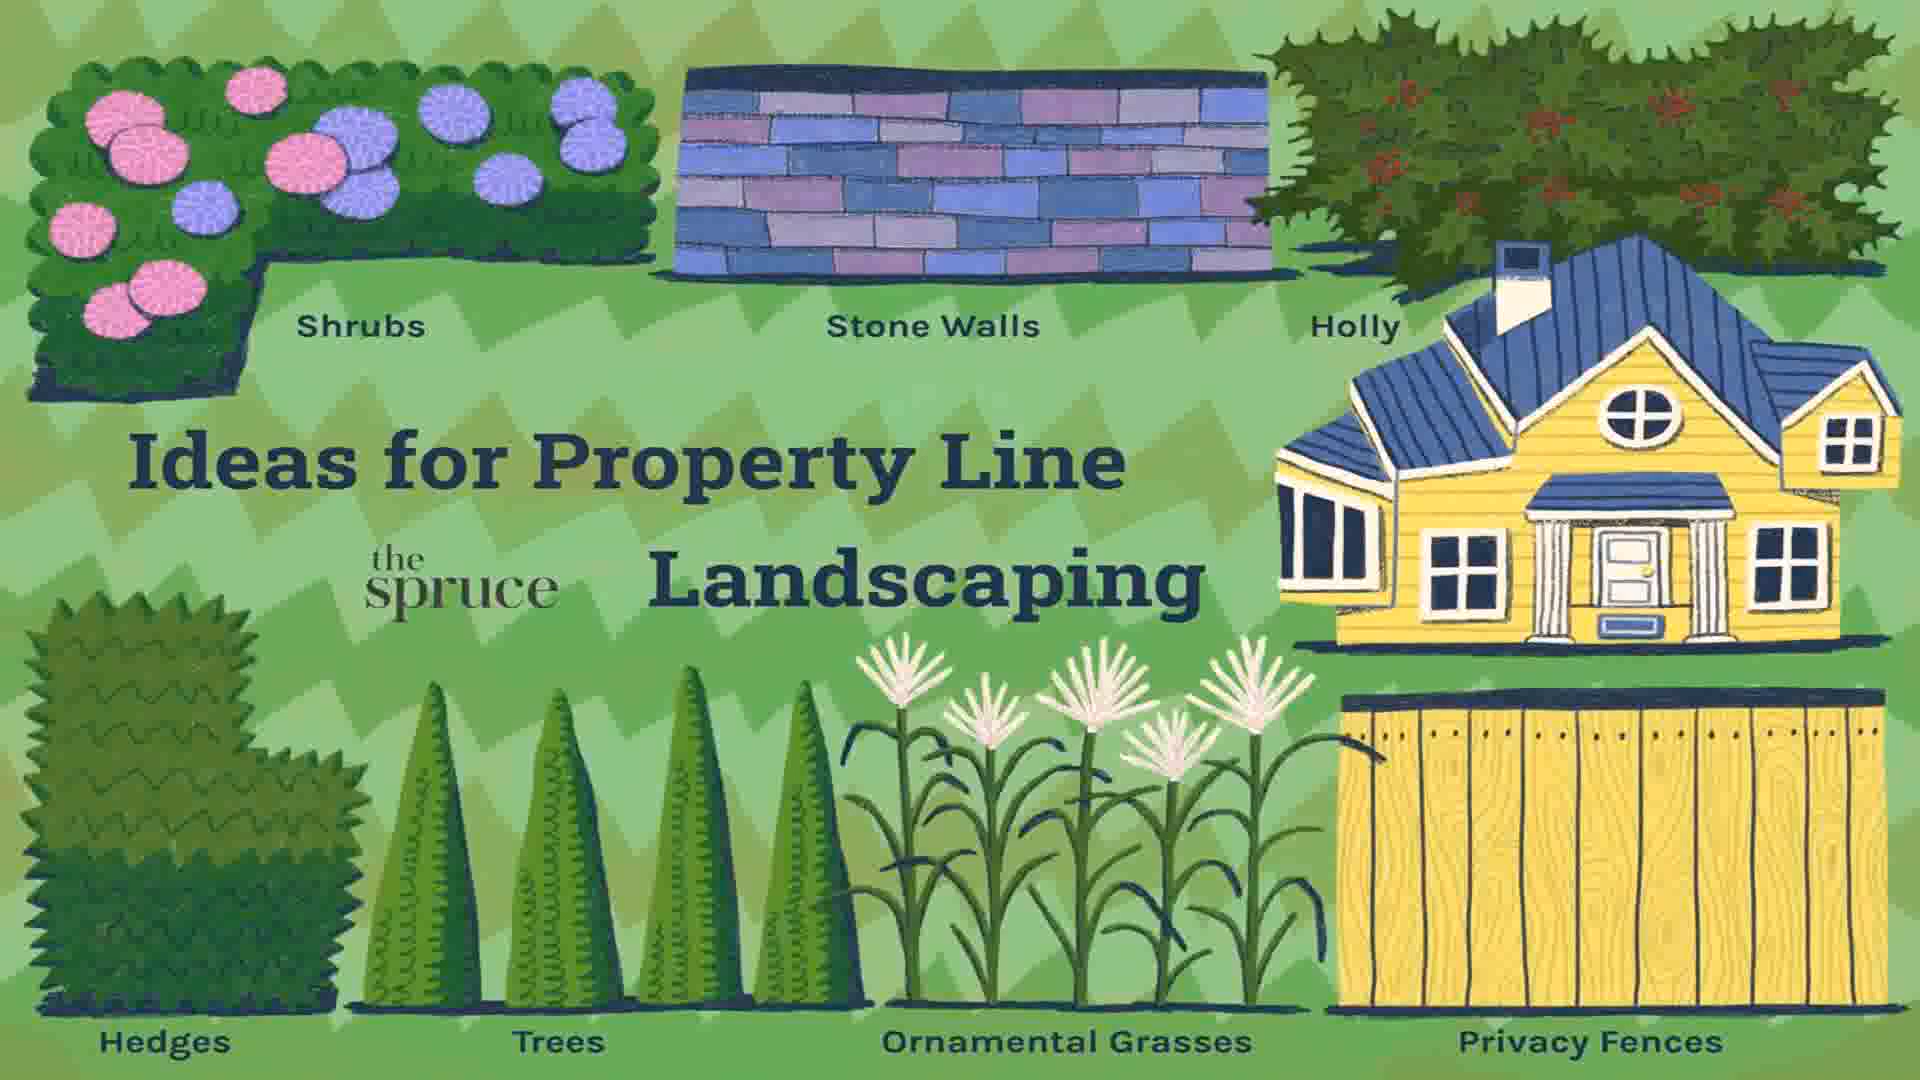 Shrubs
Stone Walls
Holly
Ideas for Property Line
the
spruce
Landscaping
Hedges
Trees
Ornamental Grasses
Privacy Fences